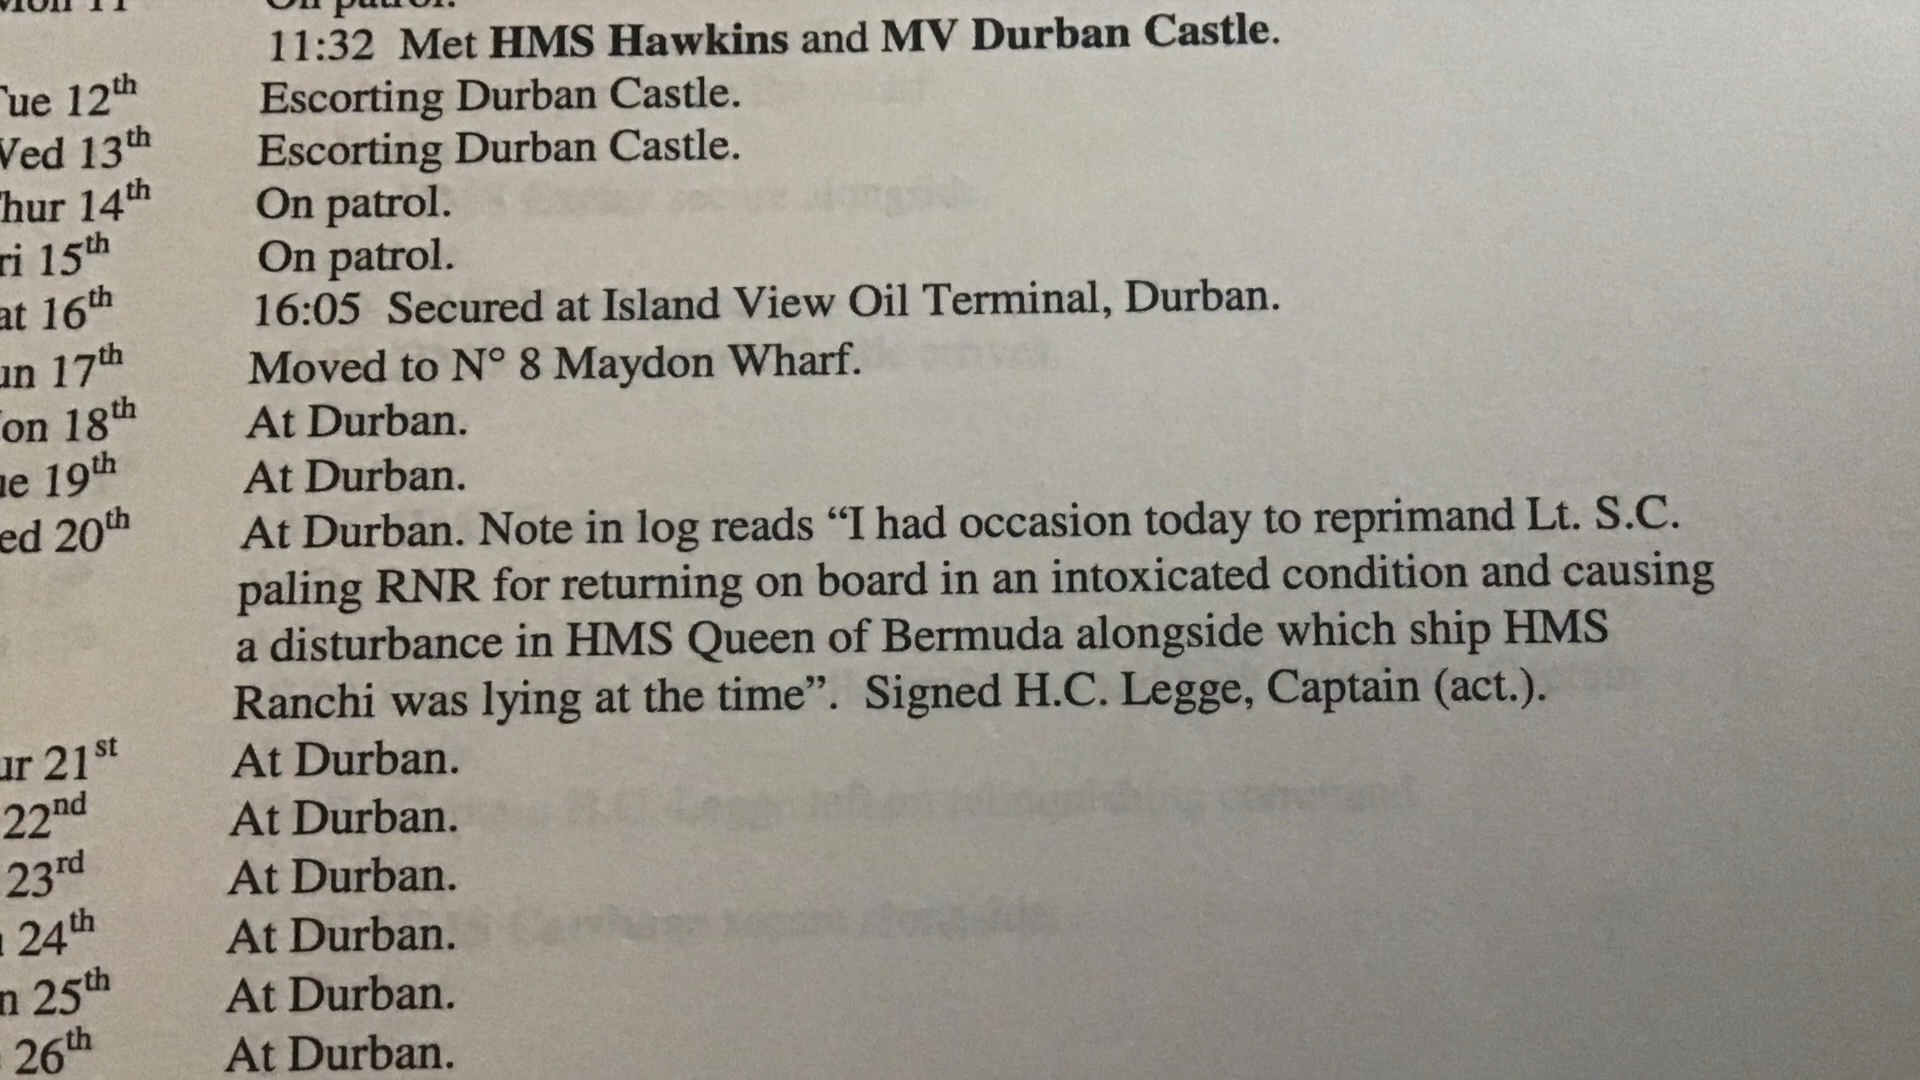 On patrol.
11:32 Met HMS Hawkins and MV Durban Castle.
Tue 12th Escorting Durban Castle.
Wed 13th Escorting Durban Castle.
hur 14th On patrol.
ri 15th On patrol.
at 16th 16:05 Secured at Island View Oil Terminal, Durban.
un 17th Moved to N° 8 Maydon Wharf.
on 18th At Durban.
ue 19th At Durban.
ed 20th At Durban. Note in log reads “I had occasion today to reprimand Lt. S.C.
paling RNR for returning on board in an intoxicated condition and causing
a disturbance in HMS Queen of Bermuda alongside which ship HMS
Ranchi was lying at the time”. Signed H.C. Legge, Captain (act.).
ur 21st At Durban.
22nd At Durban.
23rd At Durban.
24th At Durban.
n 25th At Durban.
26th At Durban.